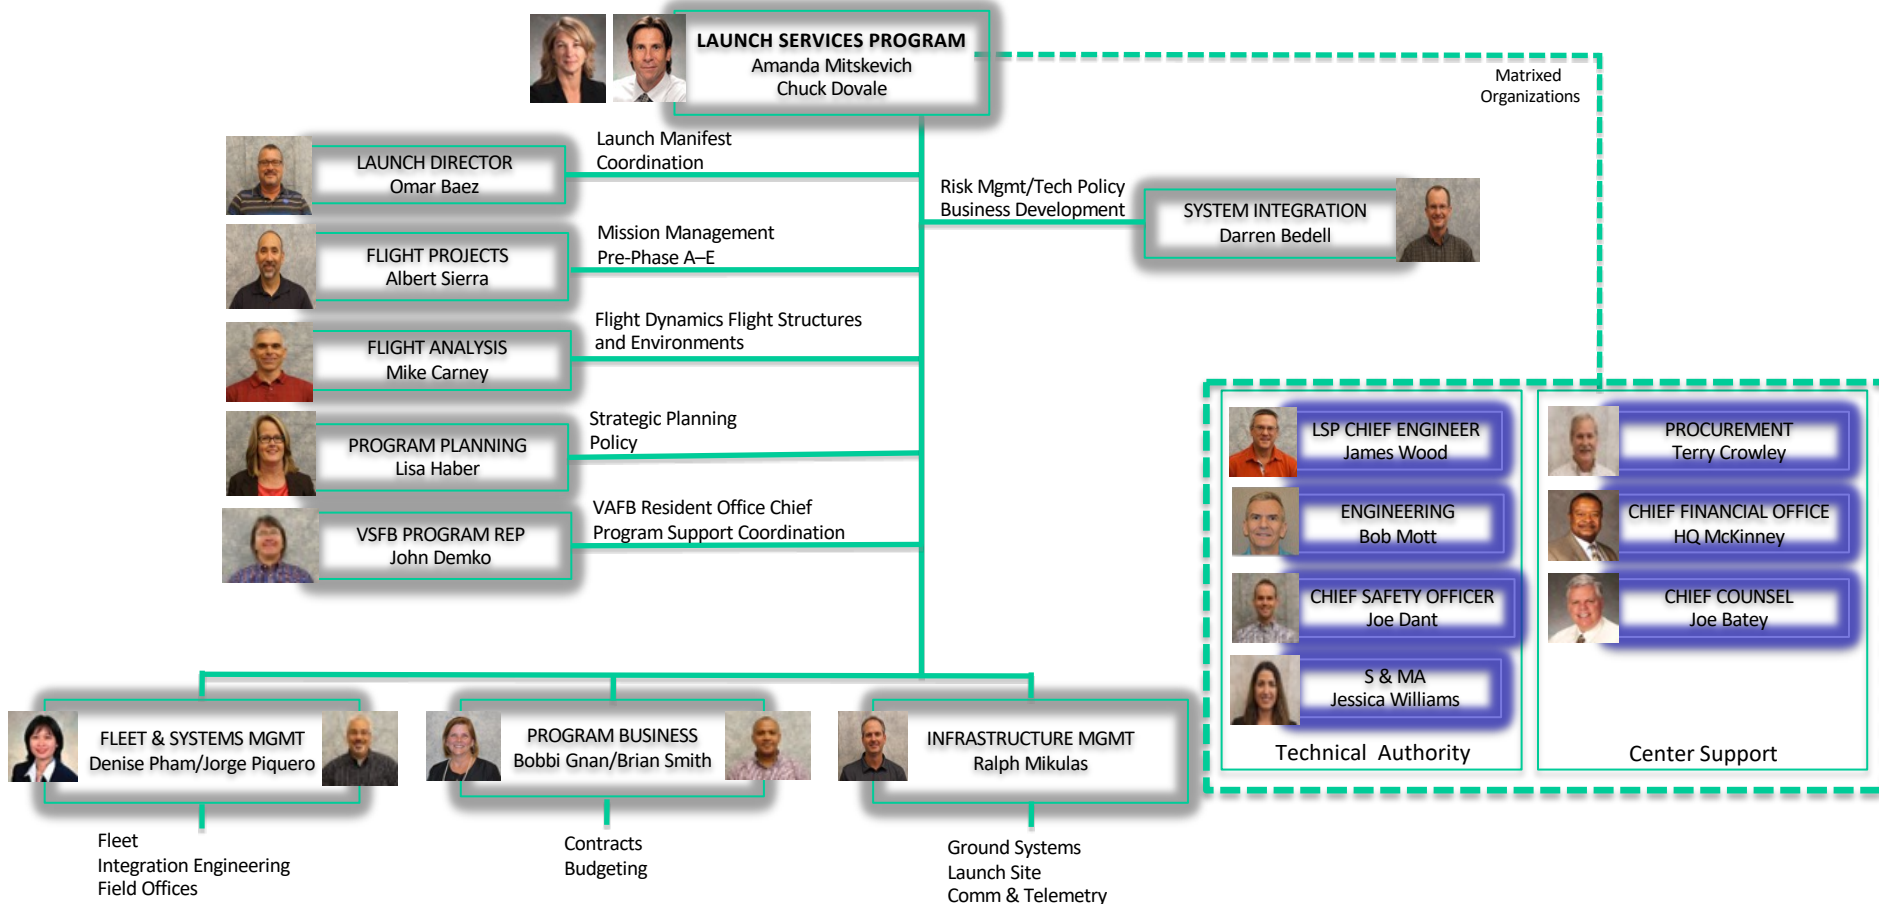 LAUNCH SERVICES PROGRAM
Amanda Mitskevich
Chuck Dovale
Matrixed
Organizations
LAUNCH DIRECTOR
Omar Baez
Launch Manifest
Coordination
Risk Mgmt/Tech Policy
Business Development
SYSTEM INTEGRATION
Darren Bedell
FLIGHT PROJECTS
Albert Sierra
Mission Management
Pre-Phase A–E
FLIGHT ANALYSIS
Mike Carney
Flight Dynamics Flight Structures
and Environments
PROGRAM PLANNING
Lisa Haber
Strategic Planning
Policy
VSFB PROGRAM REP
John Demko
VAFB Resident Office Chief
Program Support Coordination
LSP CHIEF ENGINEER
James Wood
ENGINEERING
Bob Mott
CHIEF SAFETY OFFICER
Joe Dant
S & MA
Jessica Williams
Technical Authority
PROCUREMENT
Terry Crowley
CHIEF FINANCIAL OFFICE
HQ McKinney
CHIEF COUNSEL
Joe Batey
Center Support
FLEET & SYSTEMS MGMT
Denise Pham/Jorge Piquero
Fleet
Integration Engineering
Field Offices
PROGRAM BUSINESS
Bobbi Gnan/Brian Smith
Contracts
Budgeting
INFRASTRUCTURE MGMT
Ralph Mikulas
Ground Systems
Launch Site
Comm & Telemetry